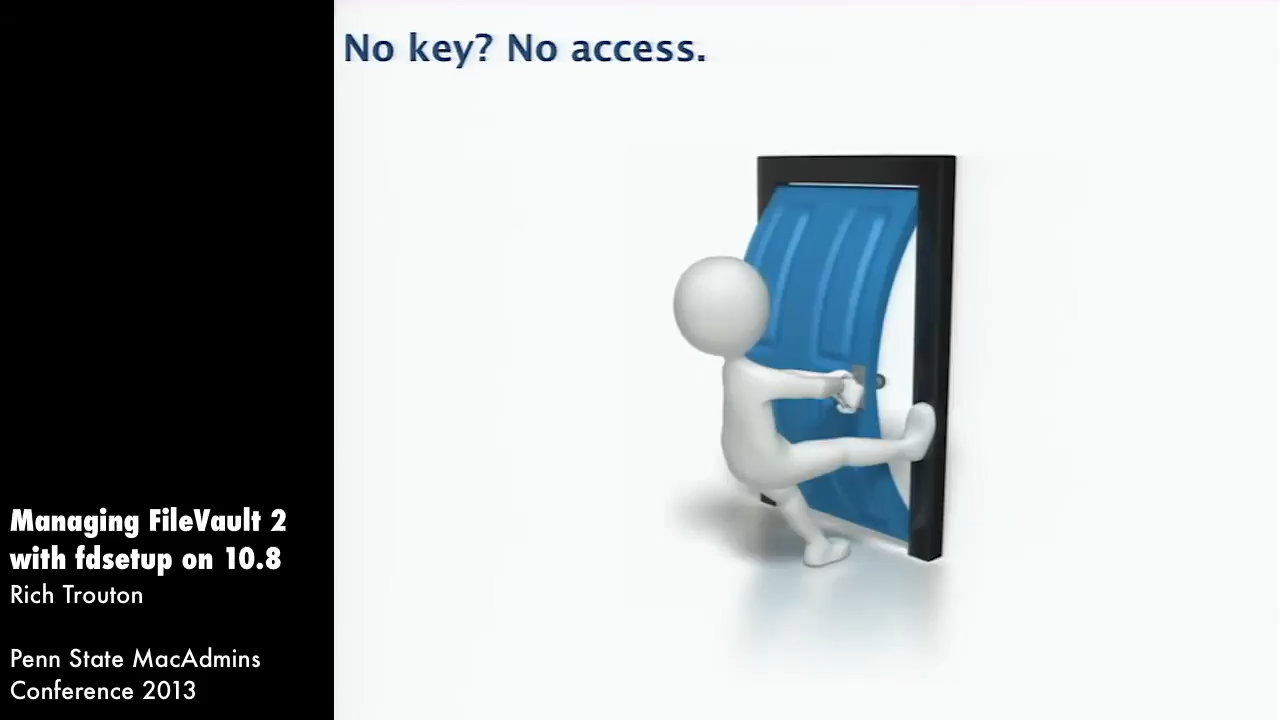 No key? No access.
Managing FileVault 2
with fdsetup on 10.8
Rich Trouton
Penn State MacAdmins
Conference 2013